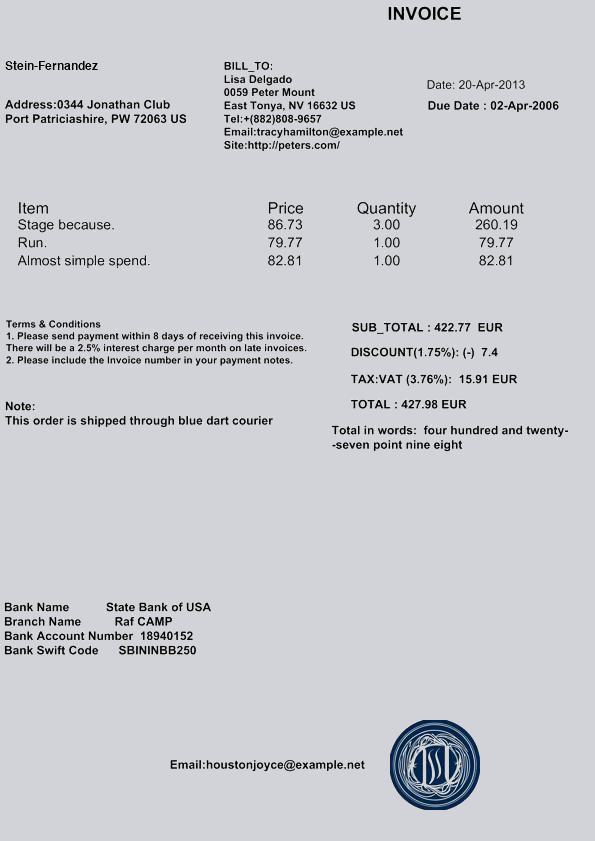 INVOICE
Stein-Fernandez
Address:0344 Jonathan Club
Port Patriciashire, PW 72063 US
BILL_TO:
Lisa Delgado
0059 Peter Mount
East Tonya, NV 16632 US
Tel:+(882)808-9657
Email:tracyhamilton@example.net
Site:http://peters.com/
Date: 20-Apr-2013
Due Date : 02-Apr-2006
Item Price Quantity Amount
Stage because. 86.73 3.00 260.19
Run. 79.77 1.00 79.77
Almost simple spend. 82.81 1.00 82.81
Terms & Conditions
1. Please send payment within 8 days of receiving this invoice.
There will be a 2.5% interest charge per month on late invoices.
2. Please include the Invoice number in your payment notes.
Note:
This order is shipped through blue dart courier
SUB_TOTAL : 422.77 EUR
DISCOUNT(1.75%): (-) 7.4
TAX:VAT (3.76%): 15.91 EUR
TOTAL : 427.98 EUR
Total in words: four hundred and twenty-
-seven point nine eight
Bank Name State Bank of USA
Branch Name Raf CAMP
Bank Account Number 18940152
Bank Swift Code SBININBB250
Email:houstonjoyce@example.net